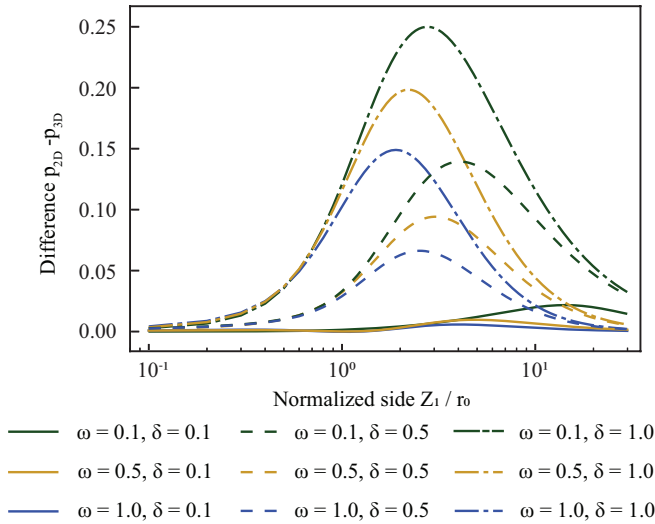 0.25
0.20
0.15
0.10
0.05
0.00
Difference p2D -p3D
10-1
10⁰
10¹
Normalized side Z₁ / r₀
ω = 0.1, δ = 0.1
ω = 0.1, δ = 0.5
ω = 0.1, δ = 1.0
ω = 0.5, δ = 0.1
ω = 0.5, δ = 0.5
ω = 0.5, δ = 1.0
ω = 1.0, δ = 0.1
ω = 1.0, δ = 0.5
ω = 1.0, δ = 1.0